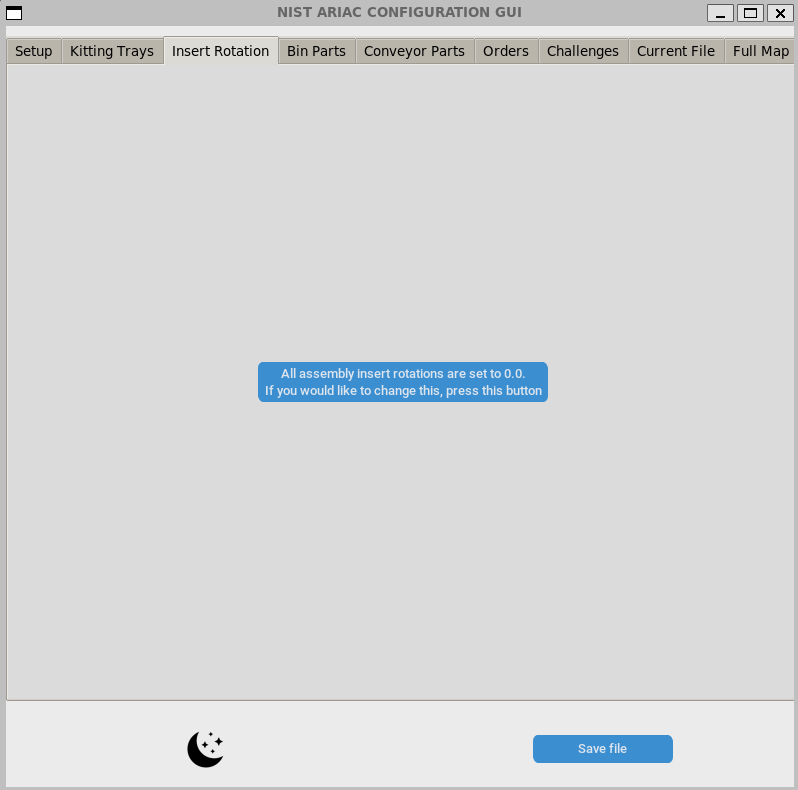 NIST ARIAC CONFIGURATION GUI
Setup Kitting Trays Insert Rotation Bin Parts Conveyor Parts Orders Challenges Current File Full Map
All assembly insert rotations are set to 0.0.
If you would like to change this, press this button
Save file